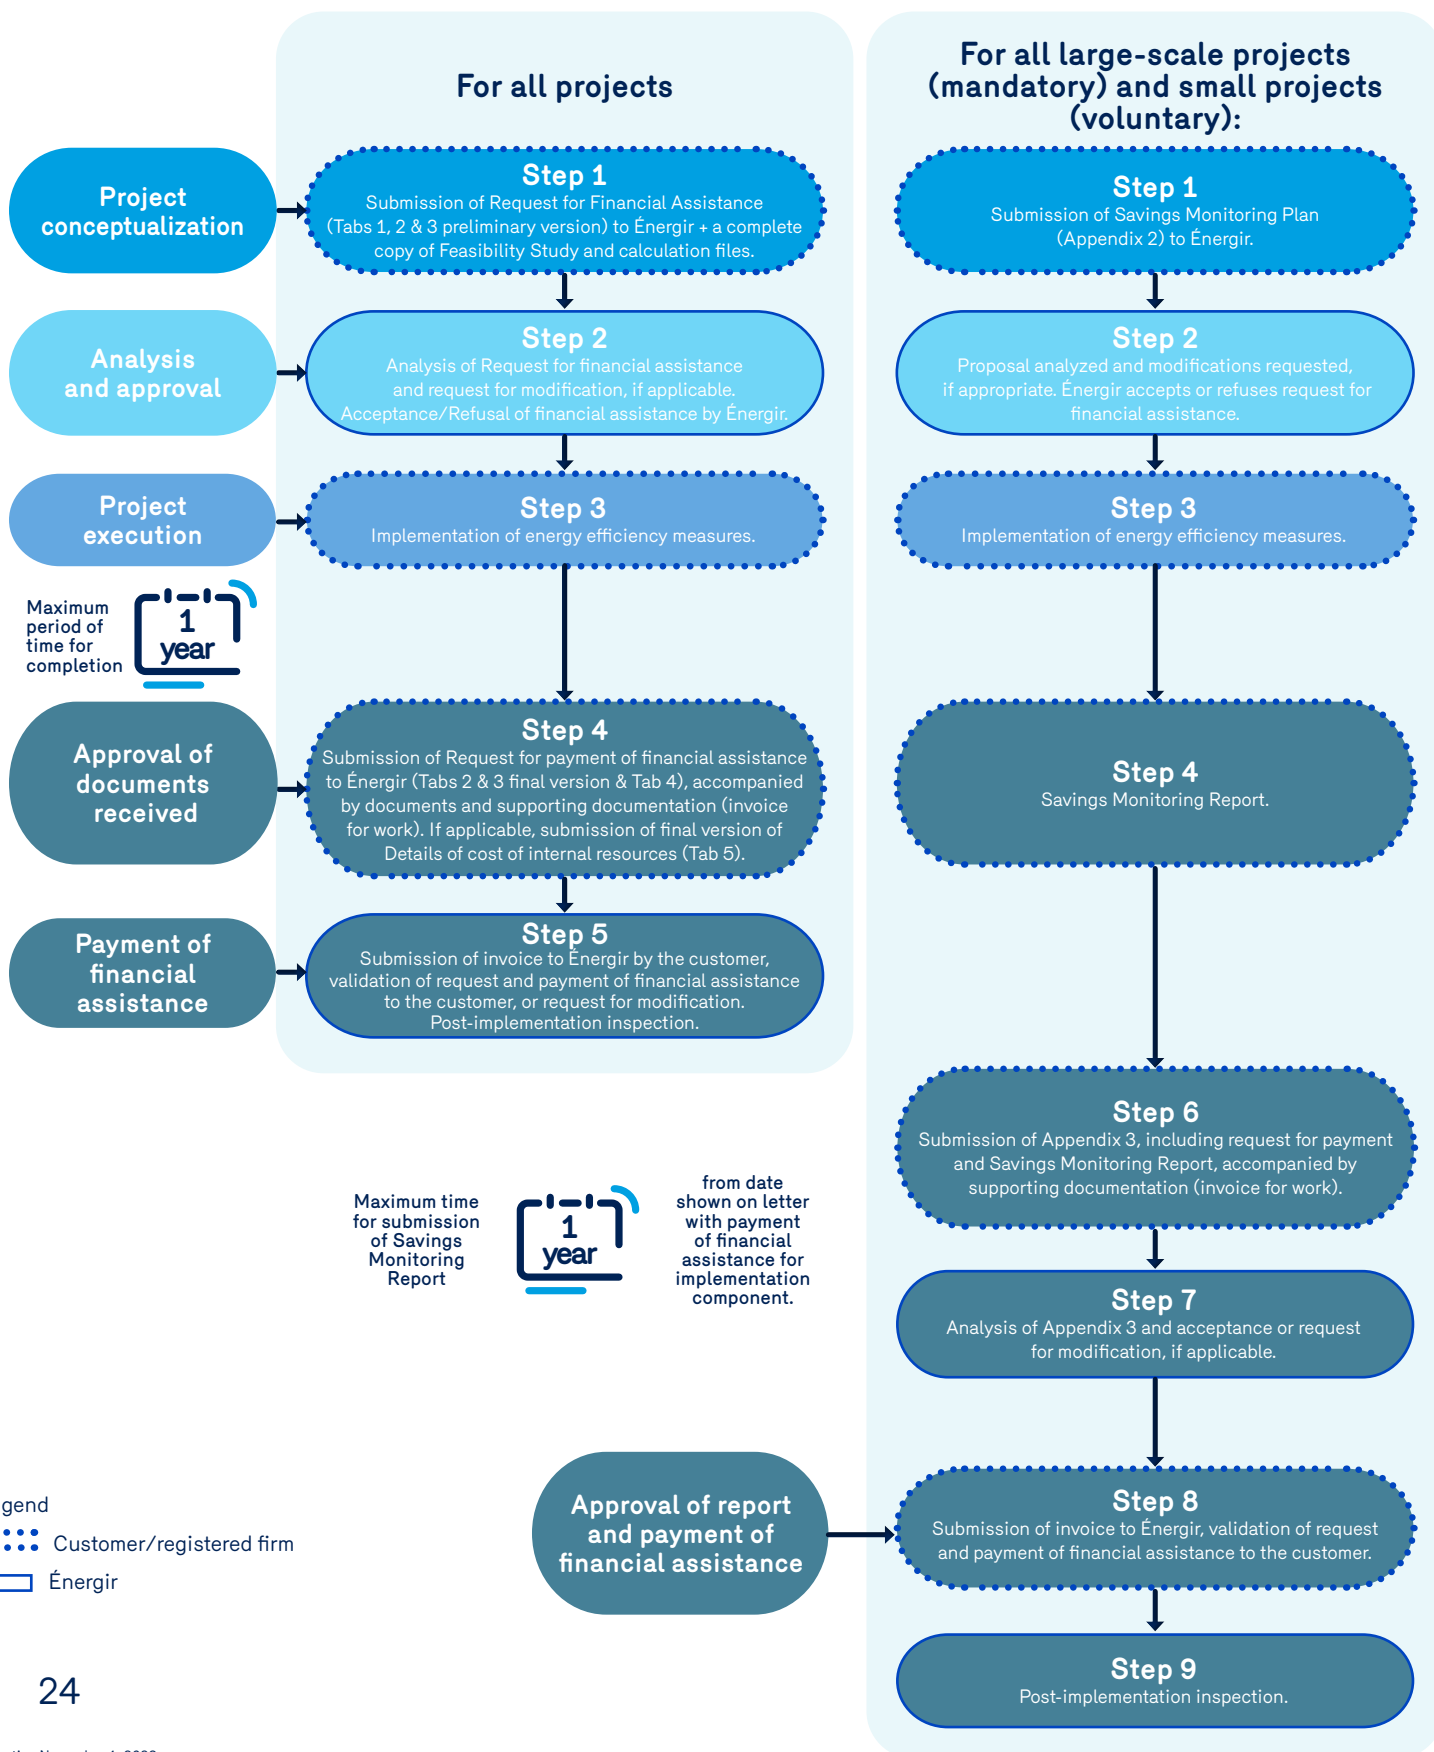 For all projects
For all large-scale projects
(mandatory) and small projects
(voluntary):
Project
conceptualization
Step 1
Submission of Request for Financial Assistance
(Tabs 1, 2 & 3 preliminary version) to Énergir + a complete
copy of Feasibility Study and calculation files.
Step 1
Submission of Savings Monitoring Plan
(Appendix 2) to Énergir.
Analysis
and approval
Step 2
Analysis of Request for financial assistance
and request for modification, if applicable.
Acceptance/Refusal of financial assistance by Énergir.
Step 2
Proposal analyzed and modifications requested,
if appropriate. Énergir accepts or refuses request for
financial assistance.
Project
execution
Step 3
Implementation of energy efficiency measures.
Step 3
Implementation of energy efficiency measures.
Maximum
period of
time for
completion
1
year
Approval of
documents
received
Step 4
Submission of Request for payment of financial assistance
to Énergir (Tabs 2 & 3 final version & Tab 4), accompanied
by documents and supporting documentation (invoice
for work). If applicable, submission of final version of
Details of cost of internal resources (Tab 5).
Step 4
Savings Monitoring Report.
Payment of
financial
assistance
Step 5
Submission of invoice to Énergir by the customer,
validation of request and payment of financial assistance
to the customer, or request for modification.
Post-implementation inspection.
Step 6
Submission of Appendix 3, including request for payment
and Savings Monitoring Report, accompanied by
supporting documentation (invoice for work).
Maximum time
for submission
of Savings
Monitoring
Report
1
year
from date
shown on letter
with payment
of financial
assistance for
implementation
component.
Step 7
Analysis of Appendix 3 and acceptance or request
for modification, if applicable.
Approval of report
and payment of
financial assistance
Step 8
Submission of invoice to Énergir, validation of request
and payment of financial assistance to the customer.
Step 9
Post-implementation inspection.
gend
Customer/registered firm
Énergir
24